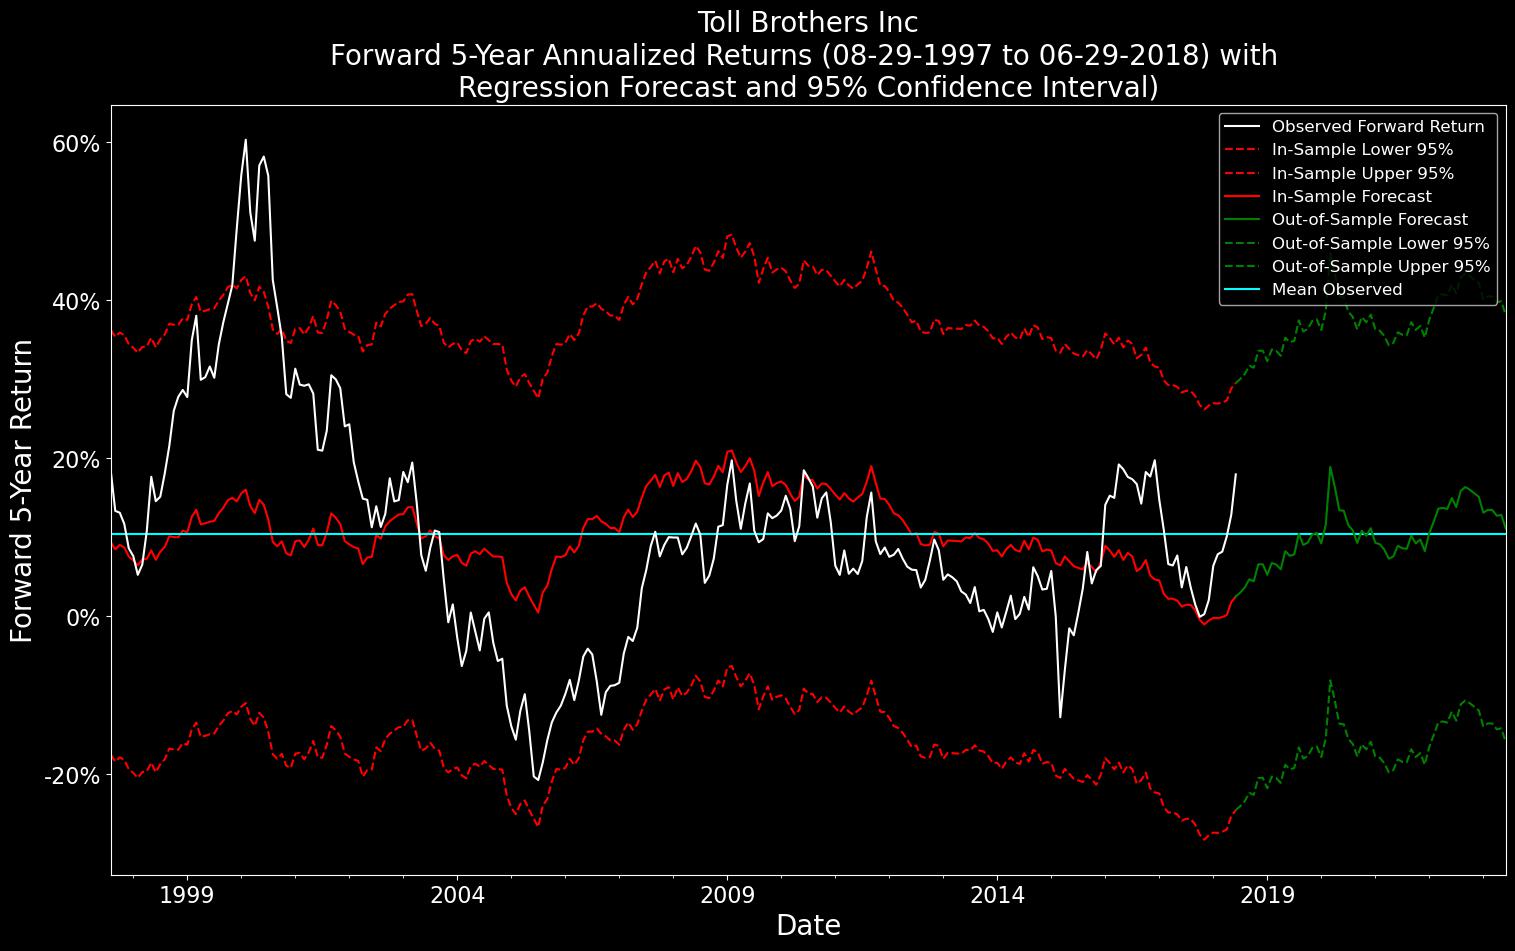 Toll Brothers Inc
Forward 5-Year Annualized Returns (08-29-1997 to 06-29-2018) with
Regression Forecast and 95% Confidence Interval)
Forward 5-Year Return
60%
40%
20%
0%
-20%
Observed Forward Return
In-Sample Lower 95%
In-Sample Upper 95%
In-Sample Forecast
Out-of-Sample Forecast
Out-of-Sample Lower 95%
Out-of-Sample Upper 95%
Mean Observed
1999
2004
2009
2014
2019
Date